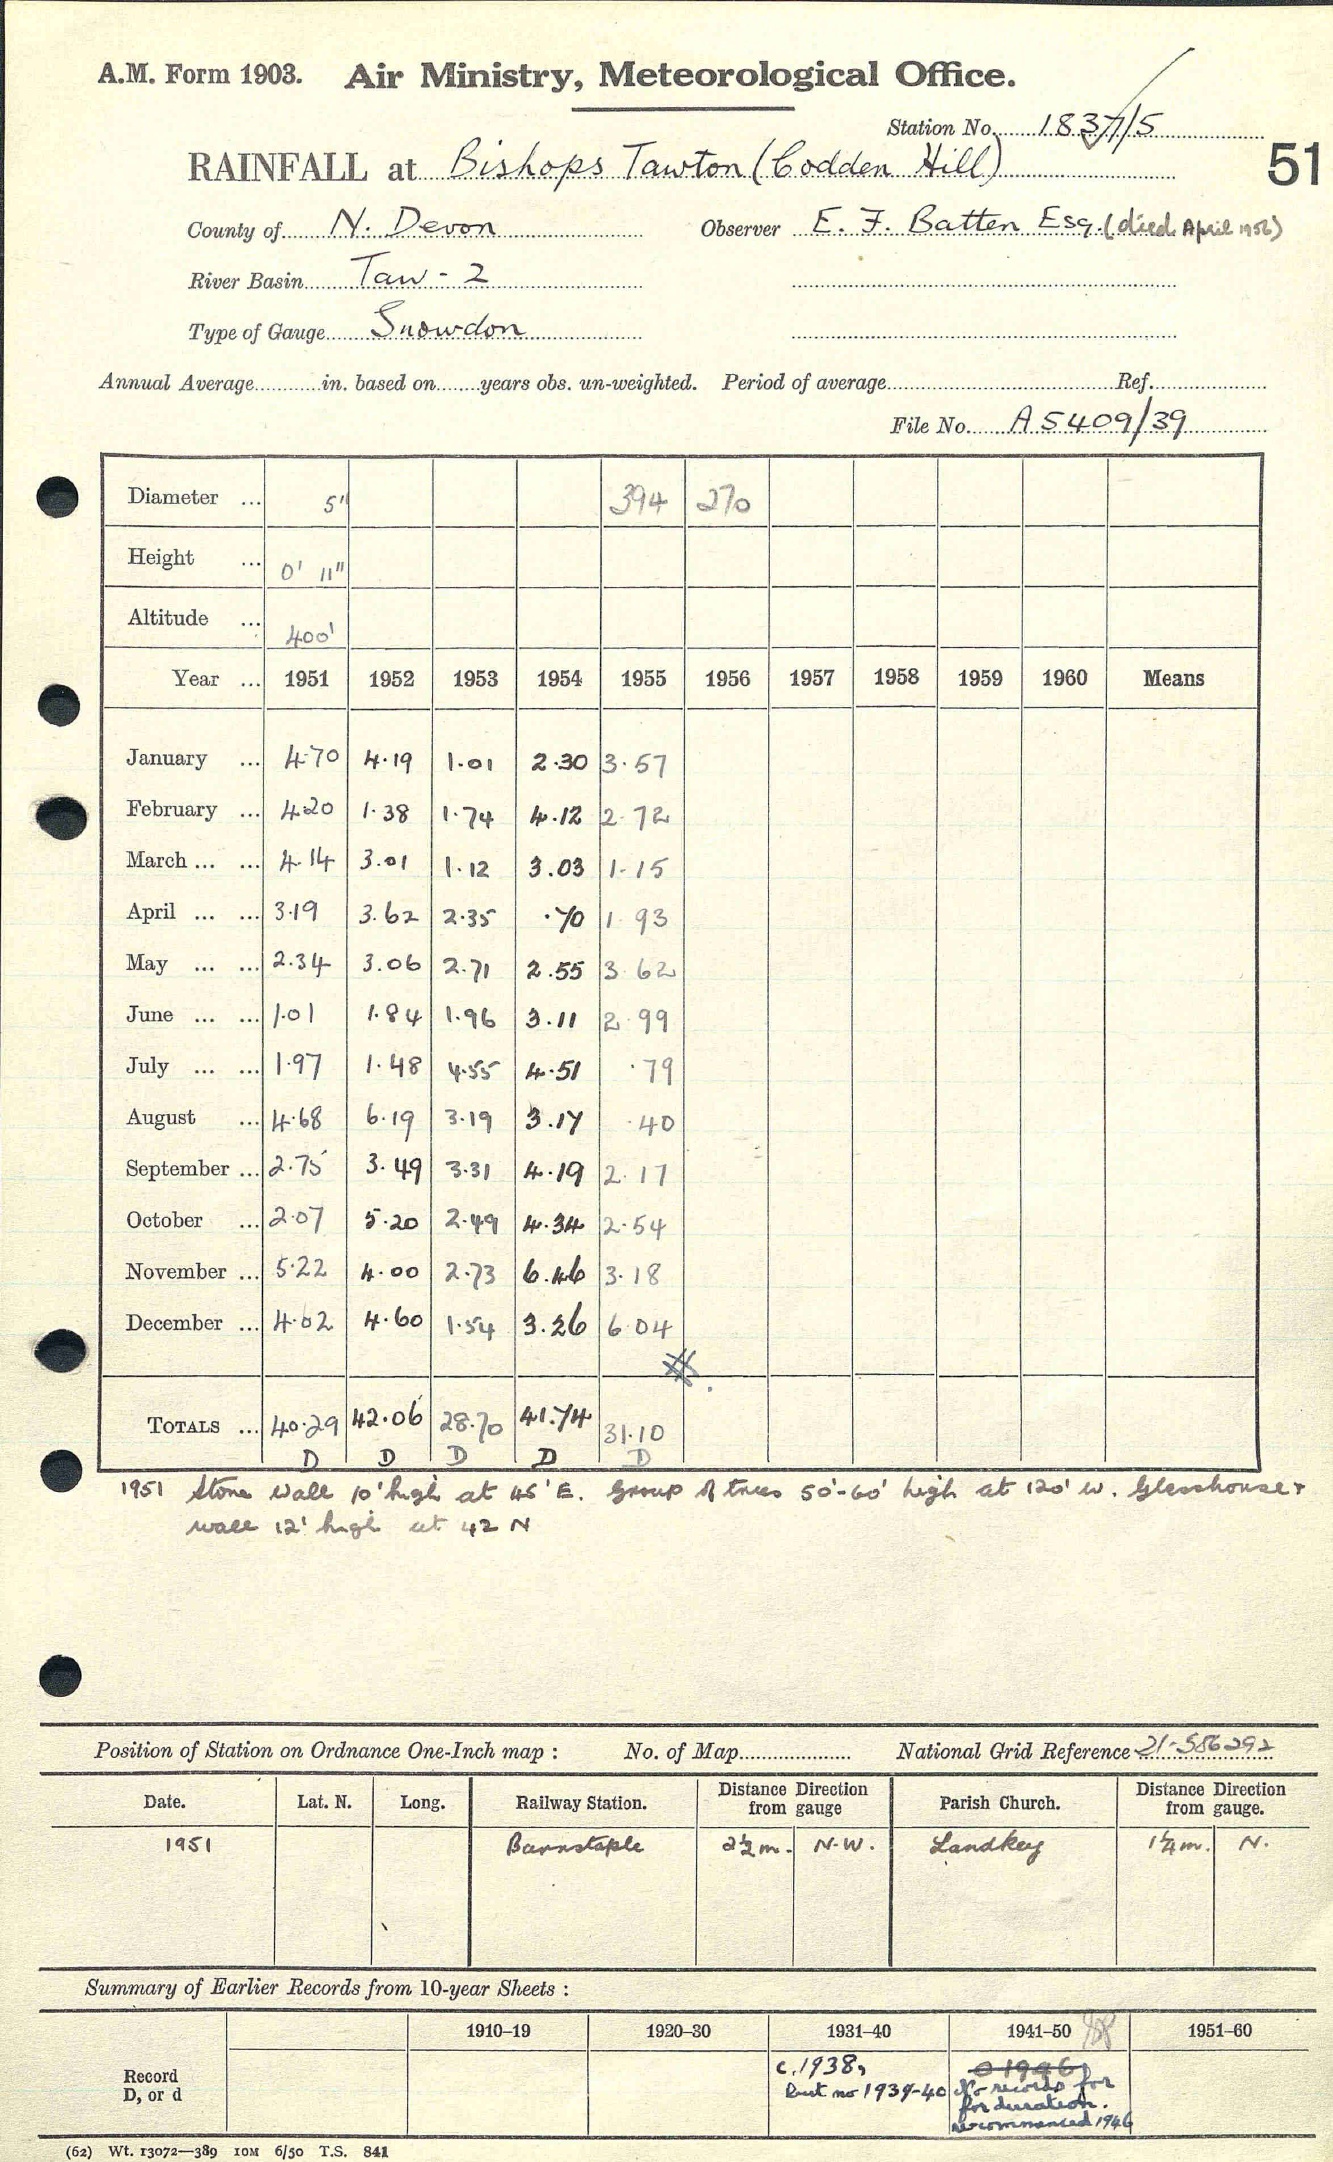 A.M. Form 1903. Air Ministry, Meteorological Office.
Station No. 1837/5
51
RAINFALL at Bishops Tawton (Codden Hill)
County of N. Devon Observer E. F. Batten Esq. (died April 1956)
River Basin Taw - 2
Type of Gauge Snowdon
Annual Average in. based on years obs. un-weighted. Period of average Ref.
File No. A5409/39
Diameter ... 5" 394 270
Height ... 0' 11"
Altitude ... 400'
Year ... 1951 1952 1953 1954 1955 1956 1957 1958 1959 1960 Means
January ... 4.70 4.19 1.01 2.30 3.57
February ... 4.20 1.38 1.74 4.12 2.72
March ... ... 4.14 3.01 1.12 3.03 1.15
April ... ... 3.19 3.62 2.35 .70 1.93
May ... ... 2.34 3.06 2.71 2.55 3.62
June ... ... 1.01 1.84 1.96 3.11 2.99
July ... ... 1.97 1.48 4.55 4.51 .79
August ... 4.68 6.19 3.19 3.17 .40
September ... 2.75 3.49 3.31 4.19 2.17
October ... 2.07 5.20 2.49 4.34 2.54
November ... 5.22 4.00 2.73 6.46 3.18
December ... 4.02 4.60 1.54 3.26 6.04
TOTALS ... 40.29 42.06 28.70 41.74 31.10
D D D D D
1951 Stone wall 10' high at 45' E. Group of trees 50'-60' high at 120' W. Glasshouse +
wall 12' high at 42 N
Position of Station on Ordnance One-Inch map : No. of Map National Grid Reference 21-586292
Date. Lat. N. Long. Railway Station. Distance Direction from gauge Parish Church. Distance Direction from gauge.
1951 Barnstaple 2½ m. N.W. Landkey 1¼ m. N.
Summary of Earlier Records from 10-year Sheets :
1910–19 1920–30 1931–40 1941–50 1951–60
Record D, or d
c.1938,
but no 1939-40
0 1946
No records for
for duration.
recommenced 1946
(62) Wt. 13072—389 10M 6/50 T.S. 841